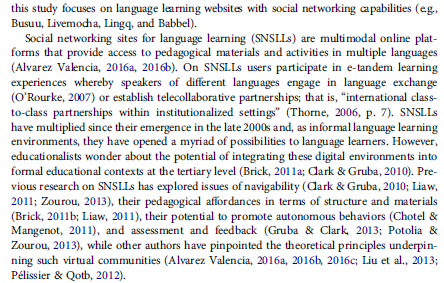 this study focuses on language learning websites with social networking capabilities (e.g.,
Busuu, Livemocha, Lingq, and Babbel).
Social networking sites for language learning (SNSLLs) are multimodal online plat-
forms that provide access to pedagogical materials and activities in multiple languages
(Alvarez Valencia, 2016a, 2016b). On SNSLLs users participate in e-tandem learning
experiences whereby speakers of different languages engage in language exchange
(O'Rourke, 2007) or establish telecollaborative partnerships; that is, “international class-
to-class partnerships within institutionalized settings” (Thorne, 2006, p. 7). SNSLLs
have multiplied since their emergence in the late 2000s and, as informal learning
environments, they have opened a myriad of possibilities to language learners. However,
educationalists wonder about the potential of integrating these digital environments into
formal educational contexts at the tertiary level (Brick, 2011a; Clark & Gruba, 2010). Pre-
vious research on SNSLLs has explored issues of navigability (Clark & Gruba, 2010; Liaw,
2011; Zourou, 2013), their pedagogical affordances in terms of structure and materials
(Brick, 2011b; Liaw, 2011), their potential to promote autonomous behaviors (Chotel &
Mangenot, 2011), and assessment and feedback (Gruba & Clark, 2013; Potolia &
Zourou, 2013), while other authors have pinpointed the theoretical principles underpin-
ning such virtual communities (Alvarez Valencia, 2016a, 2016b, 2016c; Liu et al., 2013;
Pélissier & Qotb, 2012).